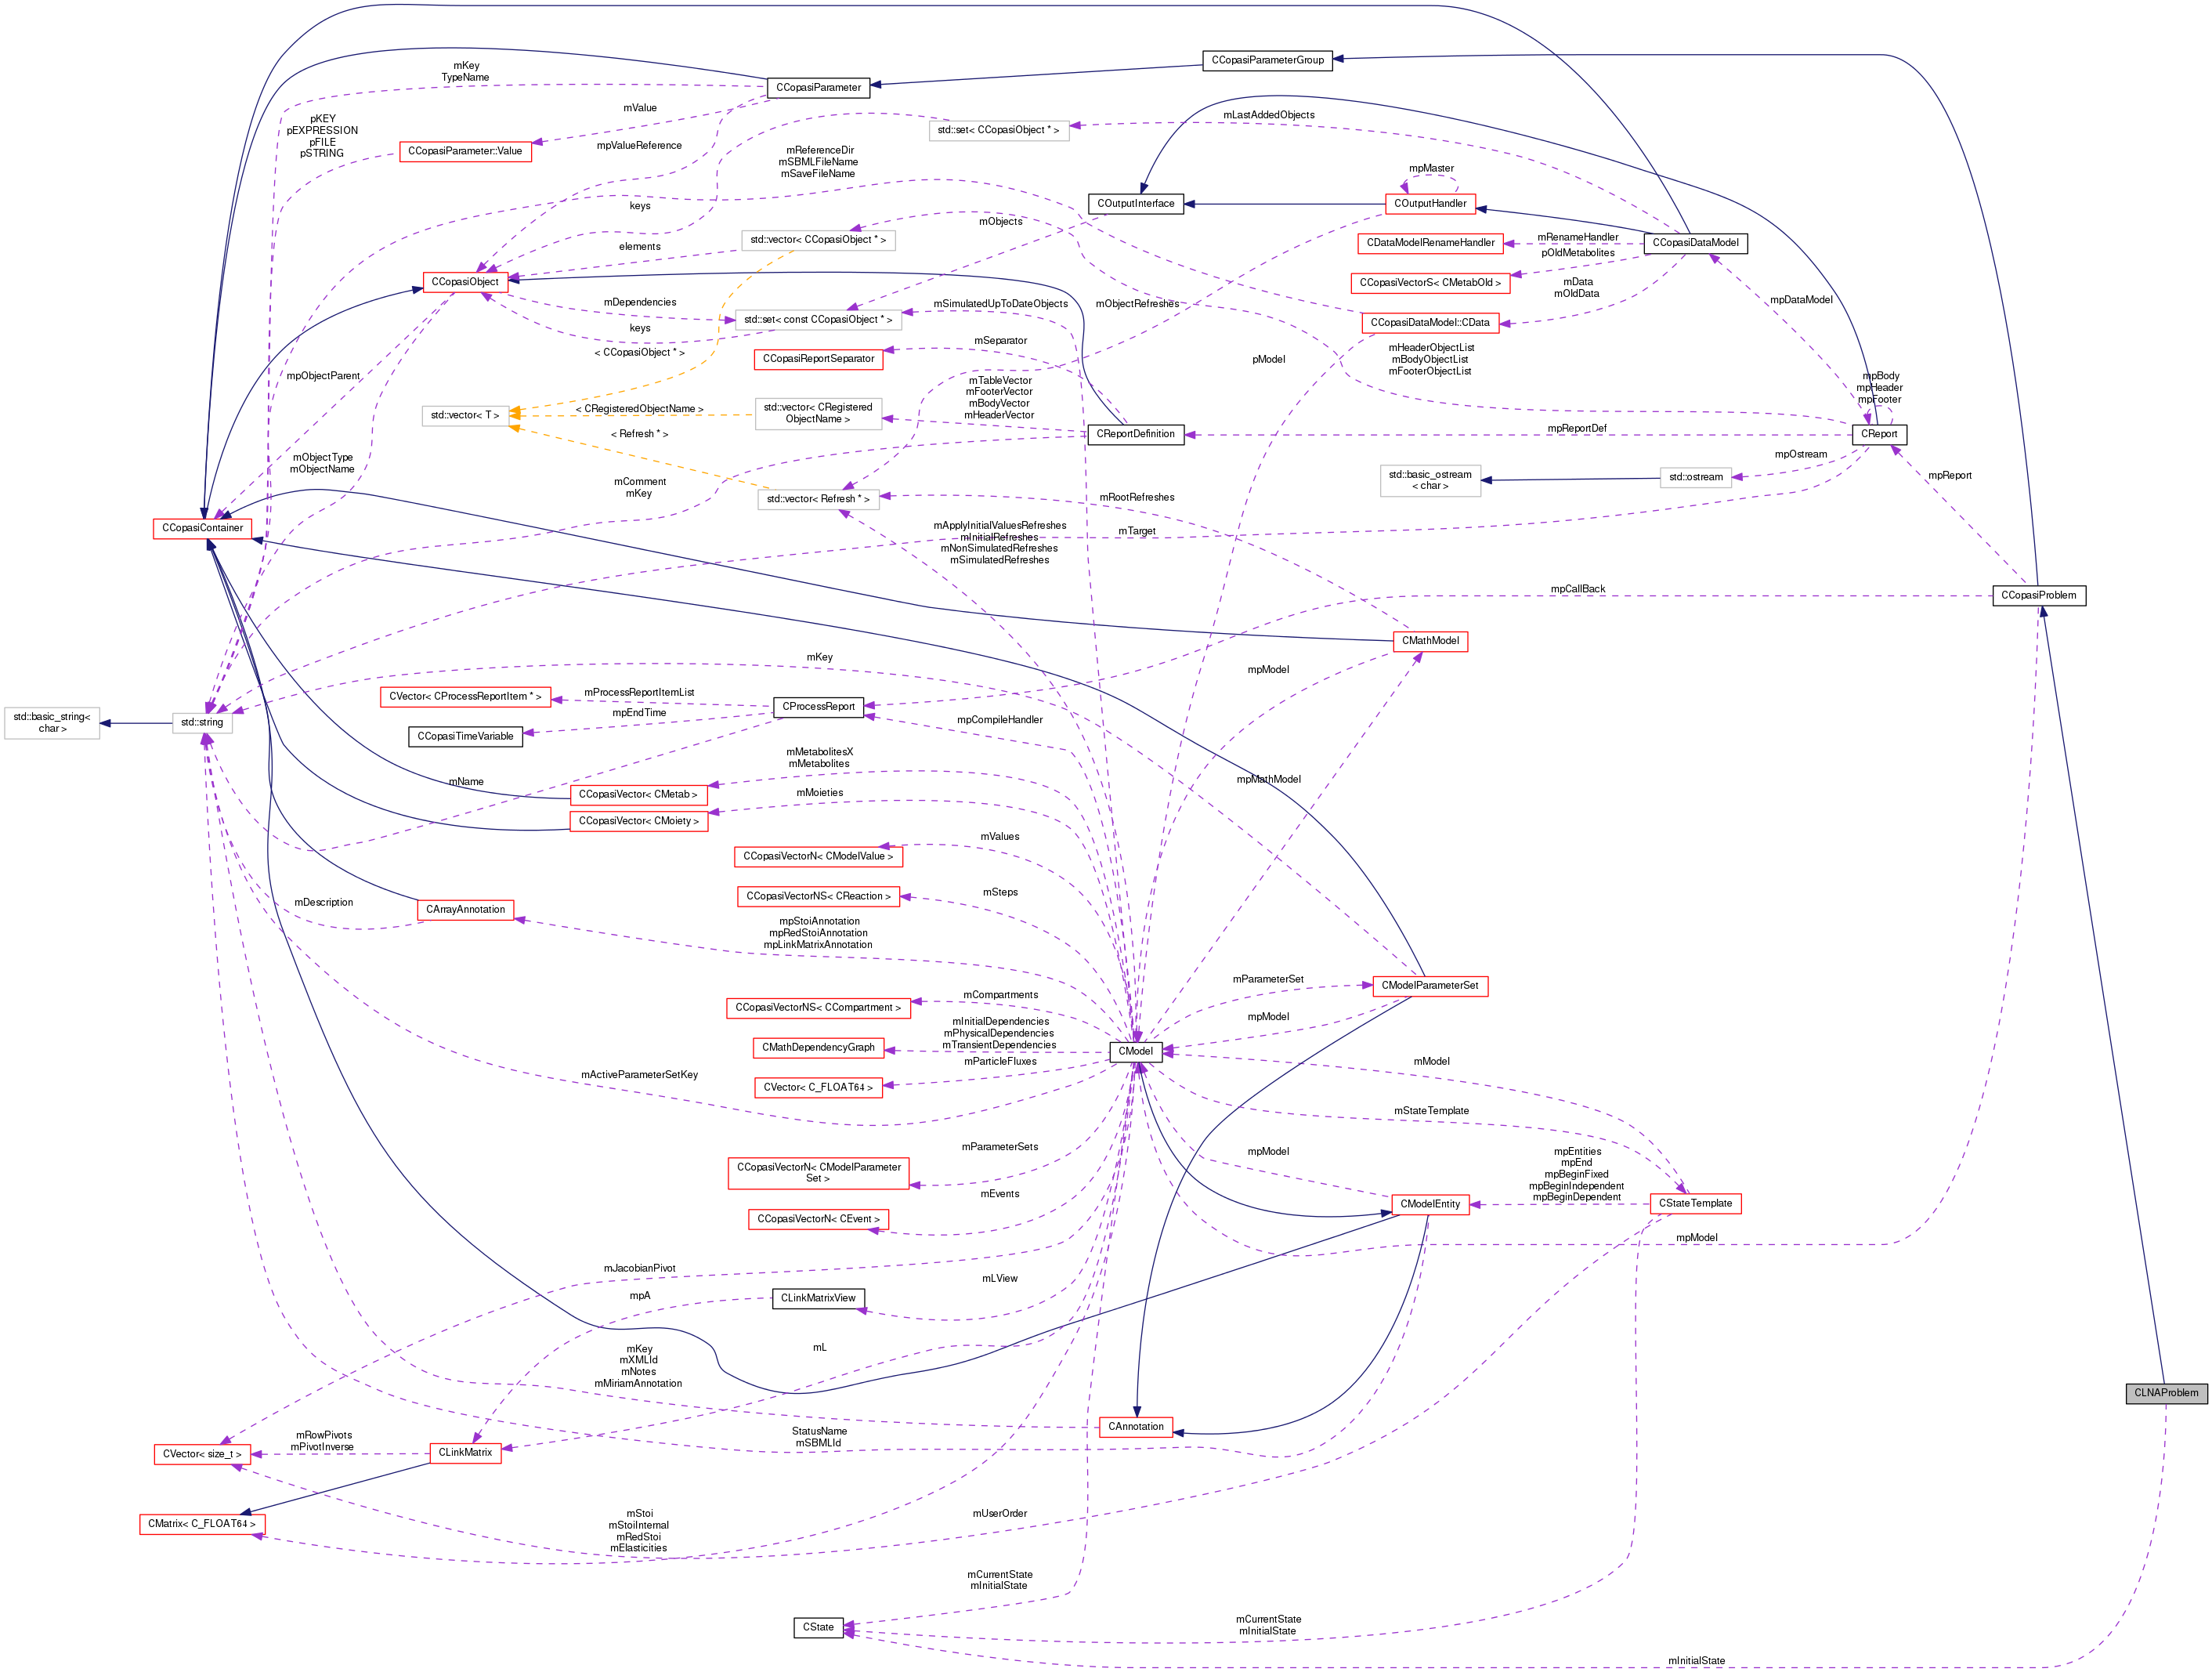 CCopasiParameterGroup
mKey
TypeName
CCopasiParameter
mValue
mLastAddedObjects
pKEY
pEXPRESSION
pFILE
pSTRING
std::set< CCopasiObject * >
CCopasiParameter::Value
mpValueReference
mReferenceDir
mSBMLFileName
mSaveFileName
mpMaster
COutputInterface
COutputHandler
keys
mObjects
std::vector< CCopasiObject * >
elements
CDataModelRenameHandler
mRenameHandler
CCopasiDataModel
pOldMetabolites
CCopasiVectorS< CMetabOld >
CCopasiObject
mData
mOldData
mDependencies
mSimulatedUpToDateObjects
mObjectRefreshes
mpDataModel
std::set< const CCopasiObject * >
CCopasiDataModel::CData
keys
< CCopasiObject * >
CCopasiReportSeparator
mSeparator
pModel
mHeaderObjectList
mBodyObjectList
mFooterObjectList
mpObjectParent
mTableVector
mFooterVector
mBodyVector
mHeaderVector
mpBody
mpHeader
mpFooter
std::vector< T >
< CRegisteredObjectName >
std::vector< CRegistered
ObjectName >
< Refresh * >
CReportDefinition
mpReportDef
CReport
mObjectType
mObjectName
mpOstream
std::basic_ostream
< char >
std::ostream
mpReport
mComment
mKey
std::vector< Refresh * >
mRootRefreshes
CCopasiContainer
mApplyInitialValuesRefreshes
mInitialRefreshes
mNonSimulatedRefreshes
mSimulatedRefreshes
mTarget
mpCallBack
CCopasiProblem
CMathModel
mKey
mpModel
CVector< CProcessReportItem * >
mProcessReportItemList
CProcessReport
std::basic_string<
char >
std::string
mpEndTime
CCopasiTimeVariable
mpCompileHandler
mName
mMetabolitesX
mMetabolites
mpMathModel
CCopasiVector< CMetab >
mMoieties
CCopasiVector< CMoiety >
mValues
CCopasiVectorN< CModelValue >
CCopasiVectorNS< CReaction >
mSteps
mDescription
CArrayAnnotation
mpStoiAnnotation
mpRedStoiAnnotation
mpLinkMatrixAnnotation
mParameterSet
CModelParameterSet
CCopasiVectorNS< CCompartment >
mCompartments
mpModel
mInitialDependencies
mPhysicalDependencies
mTransientDependencies
CMathDependencyGraph
CModel
mParticleFluxes
mModel
mActiveParameterSetKey
CVector< C_FLOAT64 >
mStateTemplate
mParameterSets
mpModel
mpEntities
mpEnd
mpBeginFixed
mpBeginIndependent
mpBeginDependent
CCopasiVectorN< CModelParameter
Set >
mEvents
CModelEntity
CStateTemplate
CCopasiVectorN< CEvent >
mpModel
mJacobianPivot
mLView
CLinkMatrixView
mpA
mL
mKey
mXMLId
mNotes
mMiriamAnnotation
CLNAProblem
CAnnotation
StatusName
mSBMLId
mRowPivots
mPivotInverse
CVector< size_t >
CLinkMatrix
mStoi
mStoiInternal
mRedStoi
mElasticities
mUserOrder
CMatrix< C_FLOAT64 >
mCurrentState
mInitialState
CState
mCurrentState
mInitialState
mInitialState